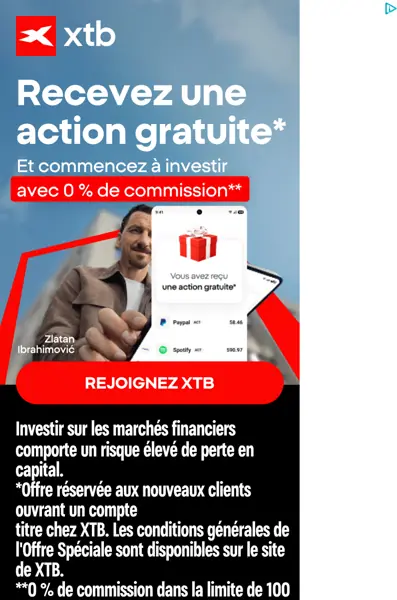 xtb
Recevez une
action gratuite*
Et commencez à investir
avec 0 % de commission**
9:41
Vous avez reçu
une action gratuite*
Paypal
58.46
Spotify
590.97
Zlatan
Ibrahimović
REJOIGNEZ XTB
Investir sur les marchés financiers
comporte un risque élevé de perte en
capital.
*Offre réservée aux nouveaux clients
ouvrant un compte
titre chez XTB. Les conditions générales de
l'Offre Spéciale sont disponibles sur le site
de XTB.
**0 % de commission dans la limite de 100